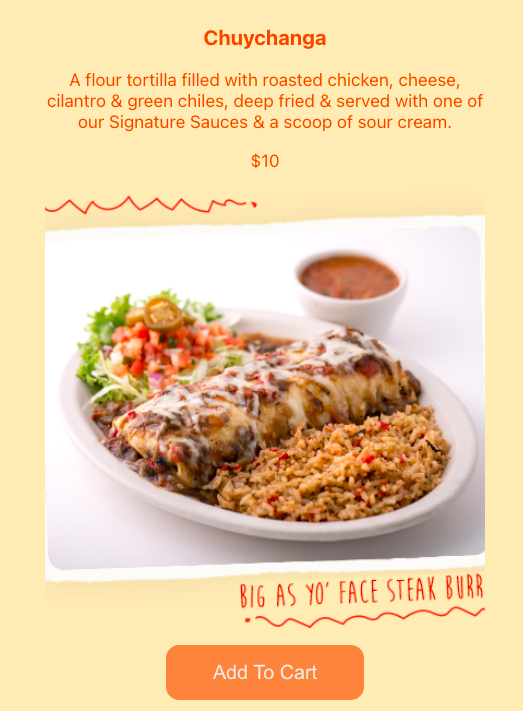 Chuychanga
A flour tortilla filled with roasted chicken, cheese,
cilantro & green chiles, deep fried & served with one of
our Signature Sauces & a scoop of sour cream.
$10
BIG AS YO' FACE STEAK BURR
Add To Cart